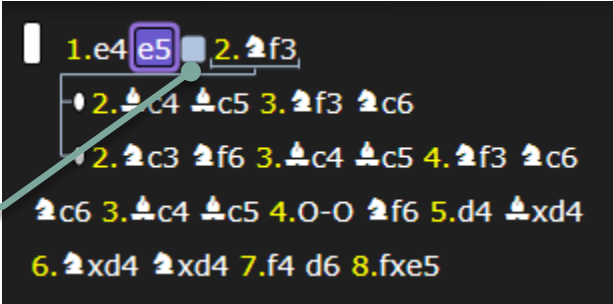 1.e4 e5 2.♞f3
2.♝c4 ♝c5 3.♞f3 ♞c6
2.♞c3 ♞f6 3.♝c4 ♝c5 4.♞f3 ♞c6
♞c6 3.♝c4 ♝c5 4.O-O ♞f6 5.d4 ♝xd4
6.♞xd4 ♞xd4 7.f4 d6 8.fxe5